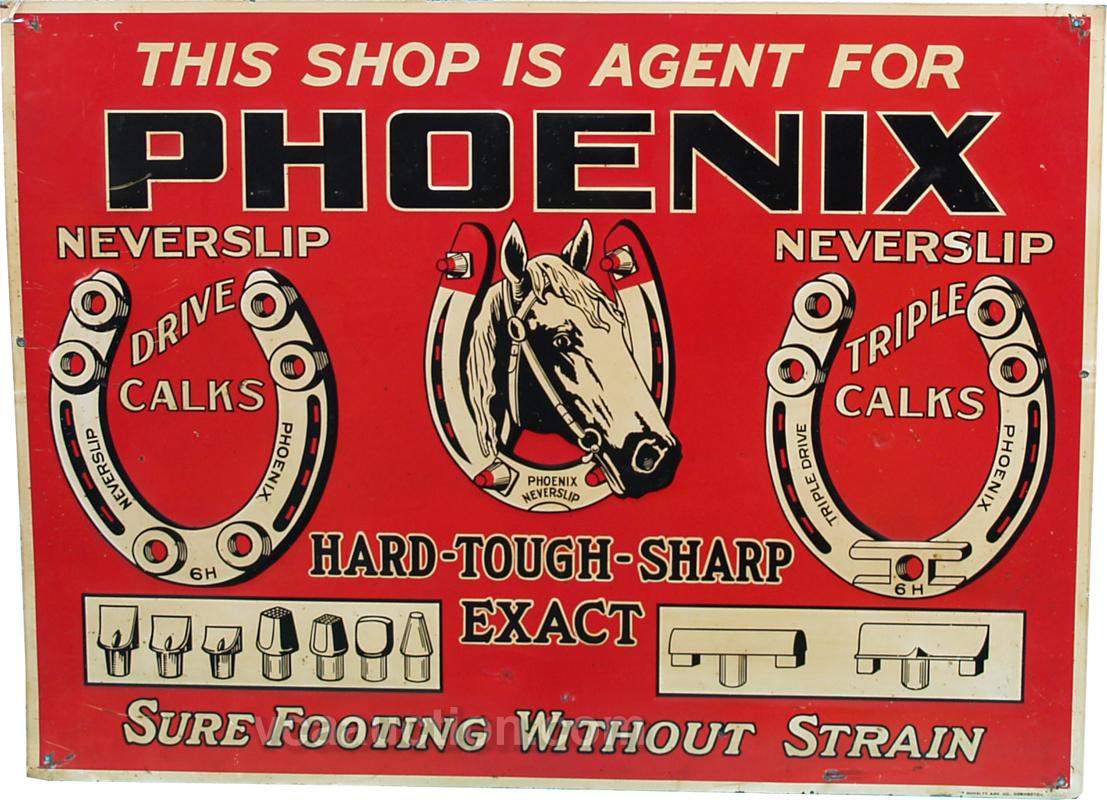 THIS SHOP IS AGENT FOR
PHOENIX
NEVERSLIP
DRIVE
CALKS
NEVERSLIP
PHOENIX
6H
PHOENIX
NEVERSLIP
NEVERSLIP
TRIPLE
CALKS
TRIPLE DRIVE
PHOENIX
6H
HARD-TOUGH-SHARP
EXACT
SURE FOOTING WITHOUT STRAIN